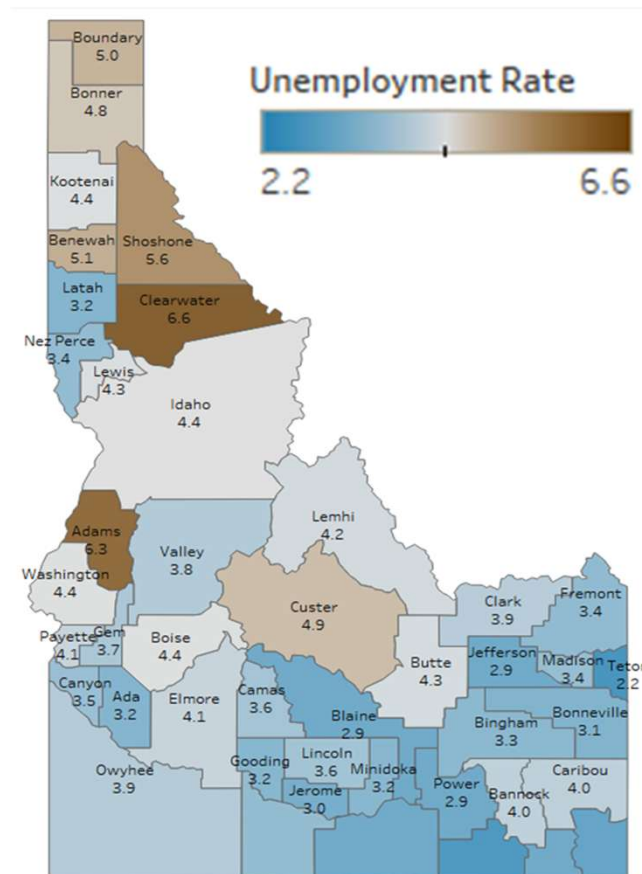 Boundary
5.0
Unemployment Rate
2.2
6.6
Bonner
4.8
Kootenai
4.4
Benewah
5.1
Shoshone
5.6
Latah
3.2
Clearwater
6.6
Nez Perce
3.4
Lewis
4.3
Idaho
4.4
Adams
6.3
Valley
3.8
Lemhi
4.2
Washington
4.4
Custer
4.9
Clark
3.9
Fremont
3.4
Payette
4.1
Gem
3.7
Boise
4.4
Butte
4.3
Jefferson
2.9
Madison
3.4
Teton
2.2
Canyon
3.5
Ada
3.2
Elmore
4.1
Camas
3.6
Blaine
2.9
Bingham
3.3
Bonneville
3.1
Owyhee
3.9
Gooding
3.2
Lincoln
3.6
Jerome
3.0
Minidoka
3.2
Power
2.9
Bannock
4.0
Caribou
4.0